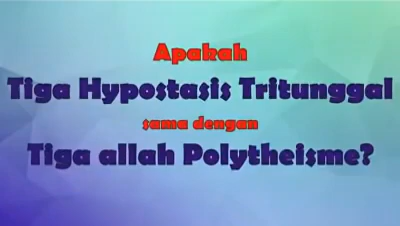 Apakah
Tiga Hypostasis Tritunggal
sama dengan
Tiga allah Polytheisme?